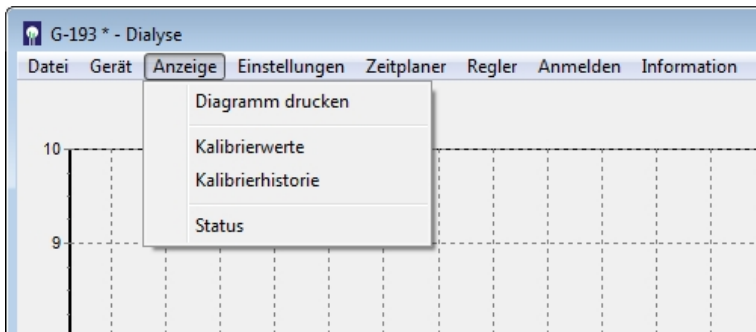 G-193 * - Dialyse
Datei Gerät Anzeige Einstellungen Zeitplaner Regler Anmelden Information
Diagramm drucken
10
Kalibrierwerte
Kalibrierhistorie
Status
9